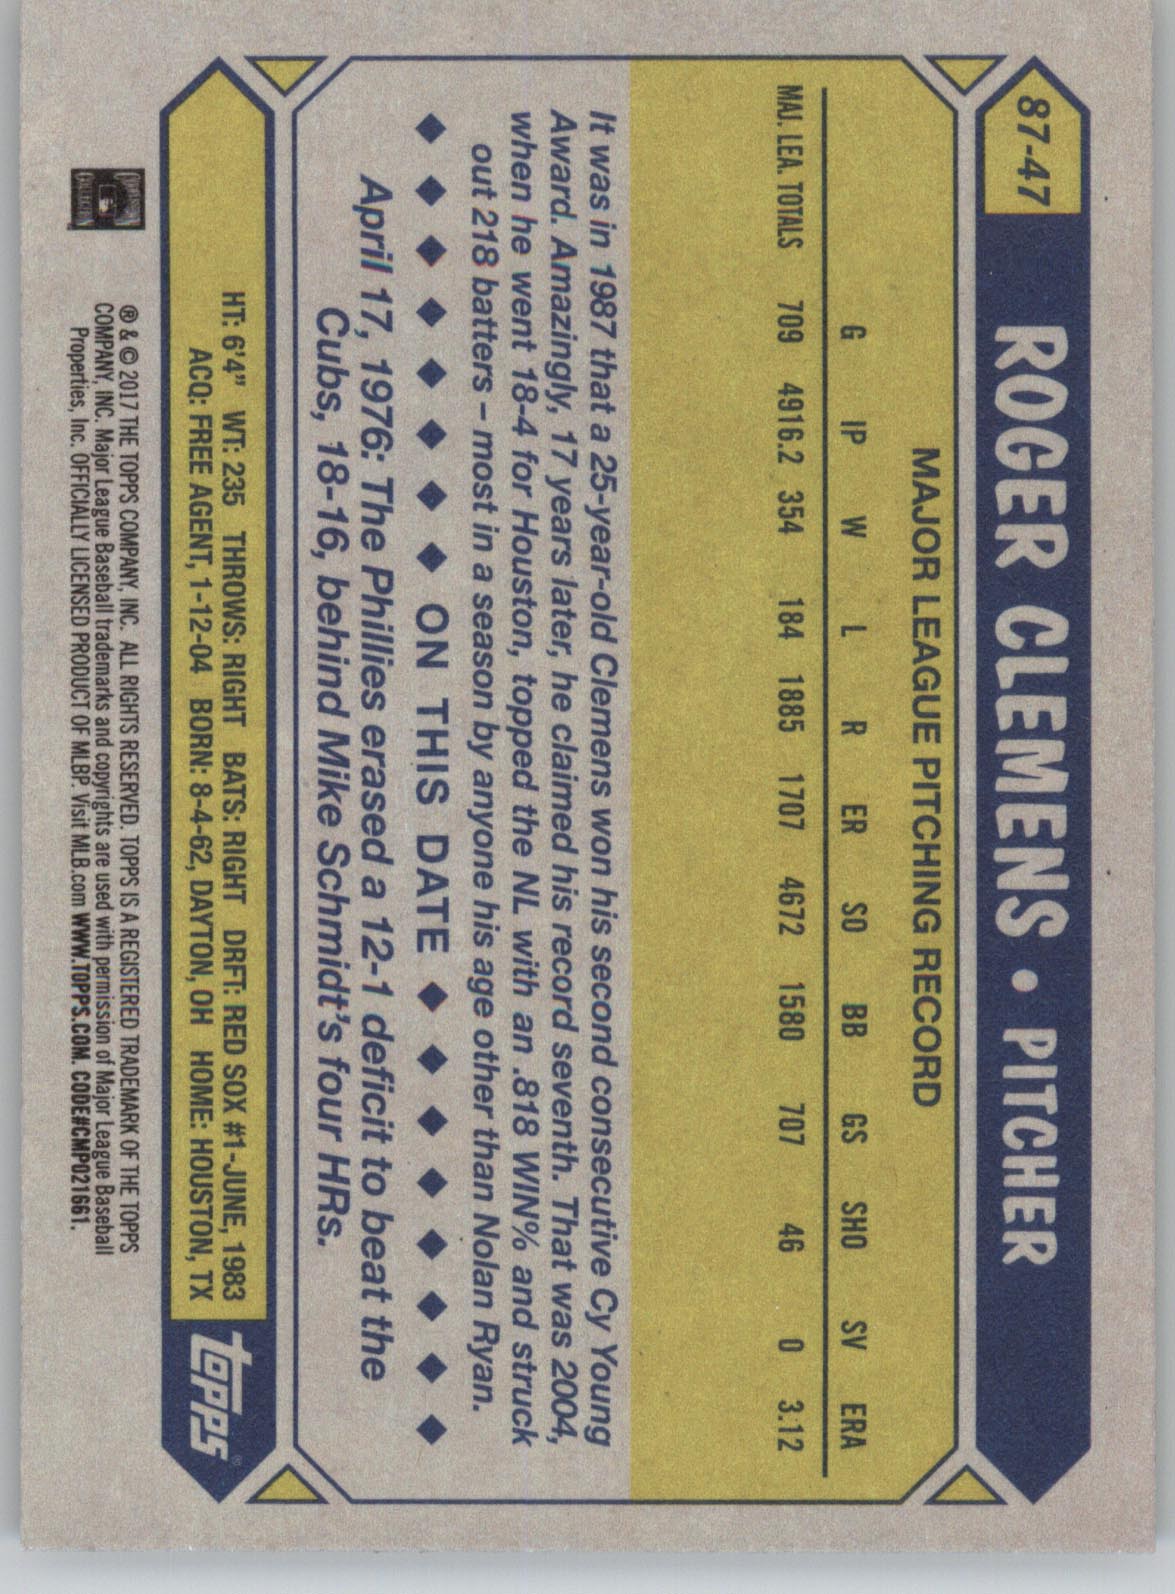 87-47 ROGER CLEMENS • PITCHER
MAJOR LEAGUE PITCHING RECORD
G IP W L R ER SO BB GS SHO SV ERA
MAJ. LEA. TOTALS 709 4916.2 354 184 1885 1707 4672 1580 707 46 0 3.12
It was in 1987 that a 25-year-old Clemens won his second consecutive Cy Young
Award. Amazingly, 17 years later, he claimed his record seventh. That was 2004,
when he went 18-4 for Houston, topped the NL with an .818 WIN% and struck
out 218 batters – most in a season by anyone his age other than Nolan Ryan.
◆ ◆ ◆ ◆ ◆ ◆ ◆ ◆ ON THIS DATE ◆ ◆ ◆ ◆ ◆ ◆ ◆ ◆
April 17, 1976: The Phillies erased a 12-1 deficit to beat the
Cubs, 18-16, behind Mike Schmidt's four HRs.
HT: 6'4" WT: 235 THROWS: RIGHT BATS: RIGHT DRFT: RED SOX #1-JUNE, 1983
ACQ: FREE AGENT, 1-12-04 BORN: 8-4-62, DAYTON, OH HOME: HOUSTON, TX
TOPPS®
® & © 2017 THE TOPPS COMPANY, INC. ALL RIGHTS RESERVED. TOPPS IS A REGISTERED TRADEMARK OF THE TOPPS
COMPANY, INC. Major League Baseball trademarks and copyrights are used with permission of Major League Baseball
Properties, Inc. OFFICIALLY LICENSED PRODUCT OF MLBP. Visit MLB.com WWW.TOPPS.COM. CODE#CMP021661.